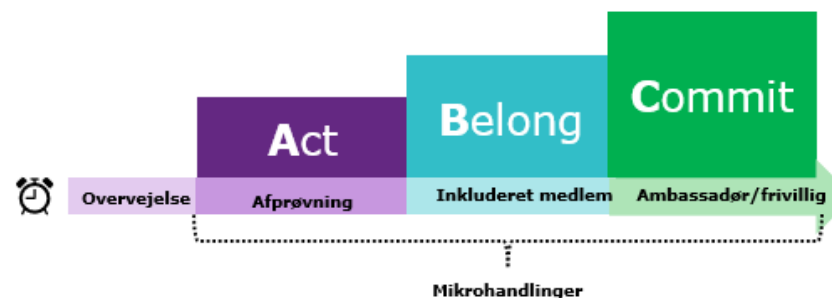 Act
Belong
Commit
Overvejelse
Afprøvning
Inkluderet medlem
Ambassadør/frivillig
Mikrohandlinger